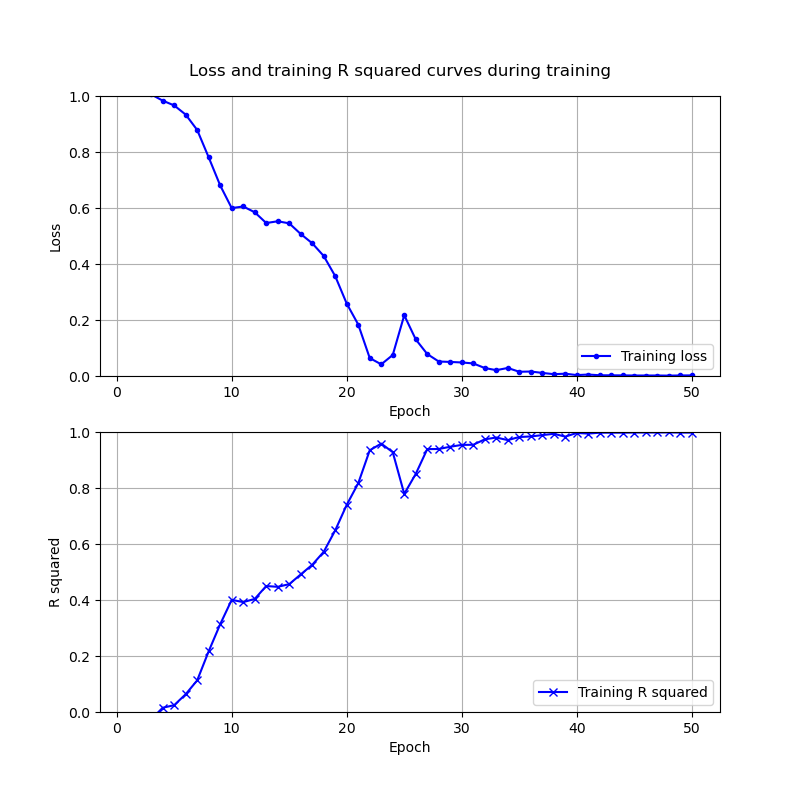 Loss and training R squared curves during training
1.0
0.8
0.6
0.4
0.2
0.0
Loss
Training loss
0 10 20 30 40 50
Epoch
1.0
0.8
0.6
0.4
0.2
0.0
R squared
Training R squared
0 10 20 30 40 50
Epoch